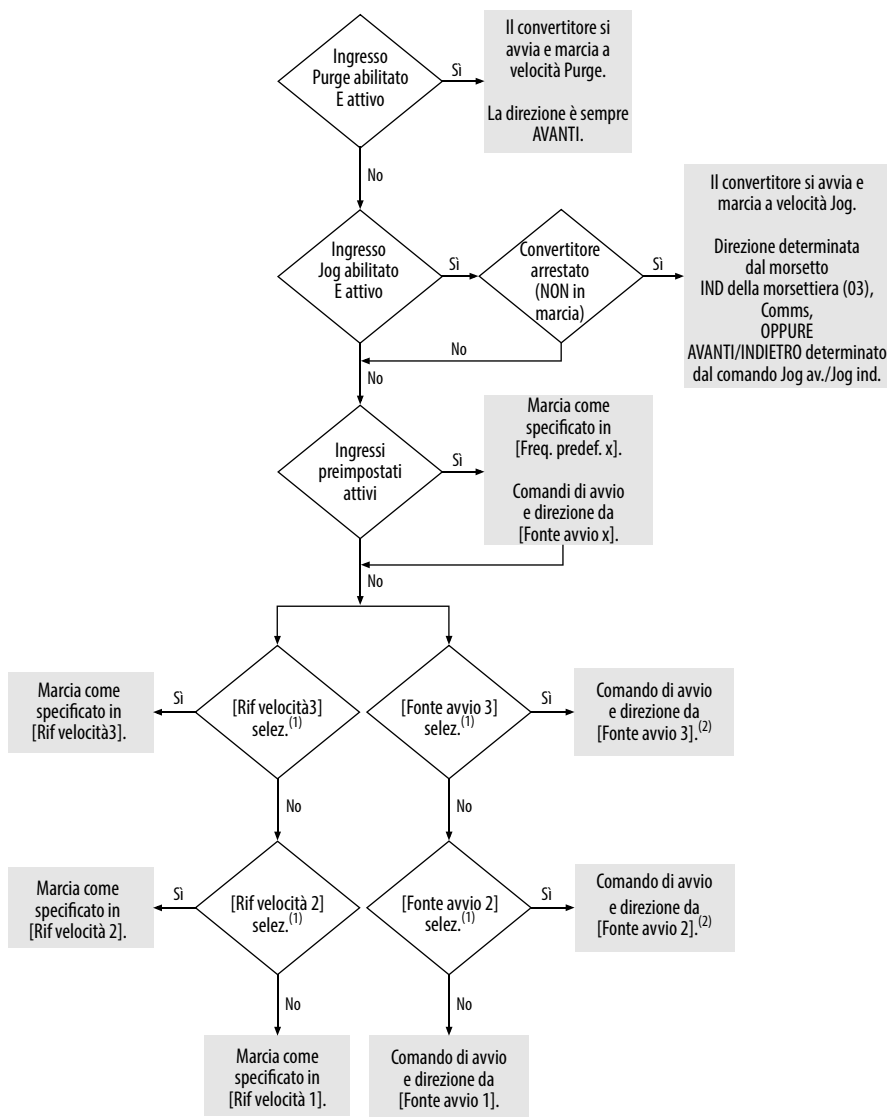 Ingresso
Purge abilitato
E attivo
Sì
Il convertitore si
avvia e marcia a
velocità Purge.
La direzione è sempre
AVANTI.
No
Ingresso
Jog abilitato
E attivo
Sì
Convertitore
arrestato
(NON in
marcia)
Sì
Il convertitore si avvia e
marcia a velocità Jog.
Direzione determinata
dal morsetto
IND della morsettiera (03),
Comms,
OPPURE
AVANTI/INDIETRO determinato
dal comando Jog av./Jog ind.
No
No
Ingressi
preimpostati
attivi
Sì
Marcia come
specificato in
[Freq. predef. x].
Comandi di avvio
e direzione da
[Fonte avvio x].
No
Marcia come
specificato in
[Rif velocità3].
Sì
[Rif velocità3]
selez.(1)
[Fonte avvio 3]
selez.(1)
Sì
Comando di avvio
e direzione da
[Fonte avvio 3].(2)
No
No
Marcia come
specificato in
[Rif velocità 2].
Sì
[Rif velocità 2]
selez.(1)
[Fonte avvio 2]
selez.(1)
Sì
Comando di avvio
e direzione da
[Fonte avvio 2].(2)
No
No
Marcia come
specificato in
[Rif velocità 1].
Comando di avvio
e direzione da
[Fonte avvio 1].